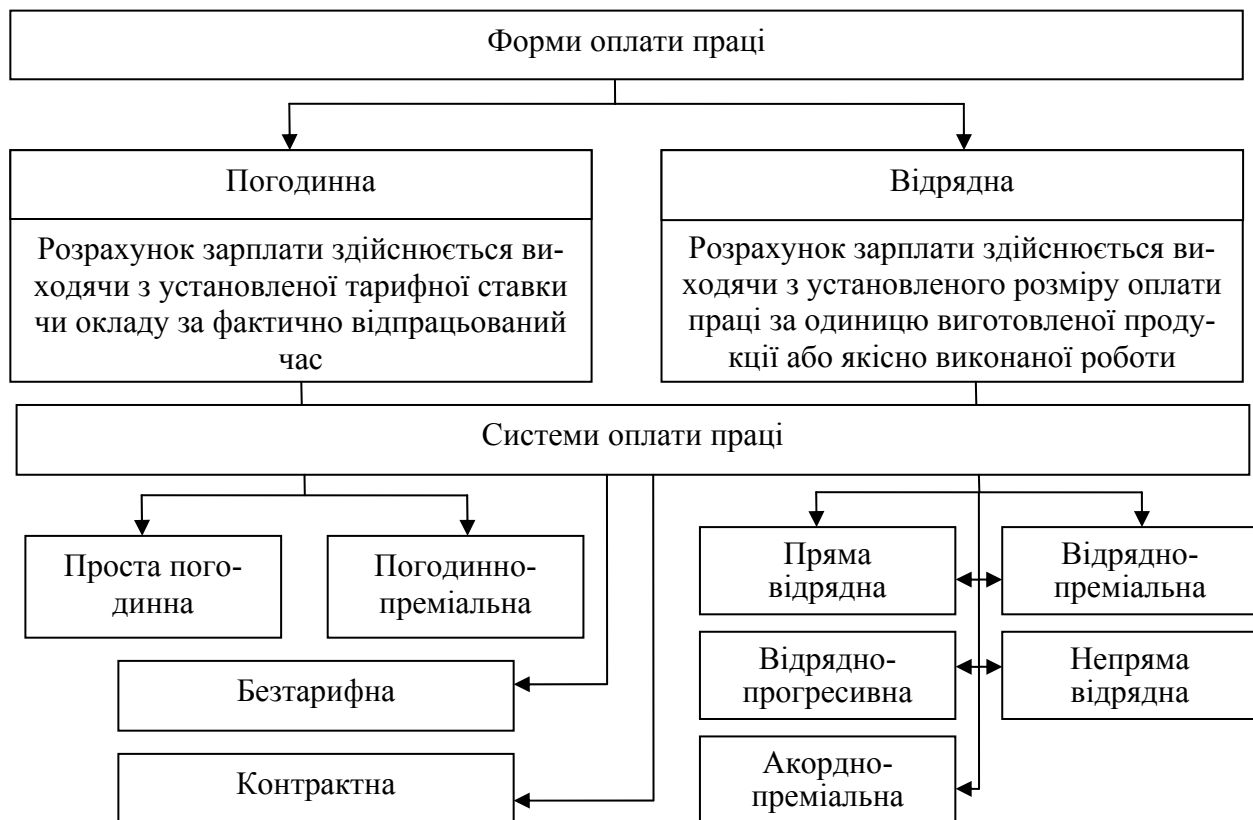 Форми оплати праці
Погодинна
Розрахунок зарплати здійснюється ви-
ходячи з установленої тарифної ставки
чи окладу за фактично відпрацьований
час
Відрядна
Розрахунок зарплати здійснюється ви-
ходячи з установленого розміру оплати
праці за одиницю виготовленої проду-
кції або якісно виконаної роботи
Системи оплати праці
Проста пого-
динна
Погодинно-
преміальна
Безтарифна
Контрактна
Пряма
відрядна
Відрядно-
преміальна
Відрядно-
прогресивна
Непряма
відрядна
Акордно-
преміальна